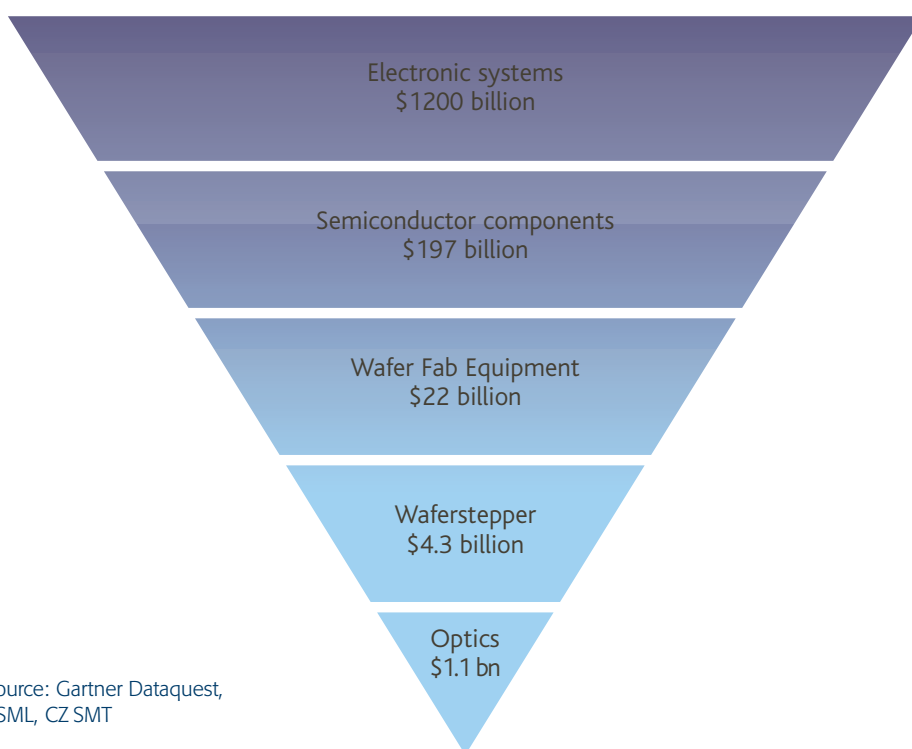 Electronic systems
$1200 billion
Semiconductor components
$197 billion
Wafer Fab Equipment
$22 billion
Waferstepper
$4.3 billion
Optics
$1.1 bn
ource: Gartner Dataquest,
SML, CZ SMT